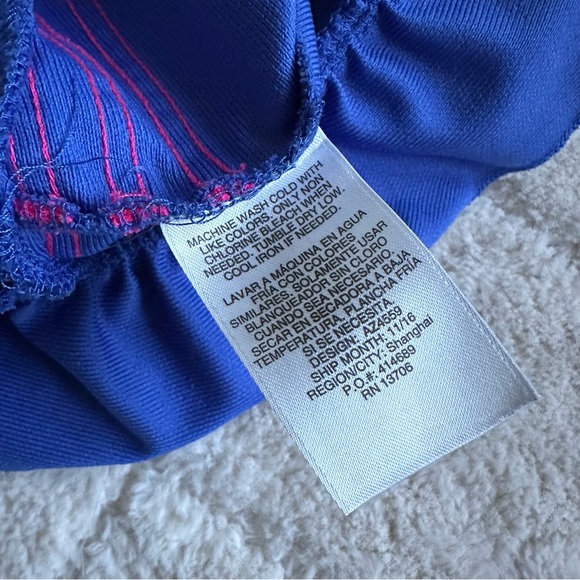 MACHINE WASH COLD WITH
LIKE COLORS. ONLY NON
CHLORINE BLEACH WHEN
NEEDED. TUMBLE DRY LOW.
COOL IRON IF NEEDED.
LAVAR A MÁQUINA EN AGUA
FRÍA CON COLORES
SIMILARES. SOLAMENTE USAR
BLANQUEADOR SIN CLORO
CUANDO SEA NECESARIO.
SECAR EN SECADORA A BAJA
TEMPERATURA. PLANCHA FRÍA
SI SE NECESITA.
DESIGN: AZ4559
SHIP MONTH: 11/16
REGION/CITY: Shanghai
P.O.#: 414689
RN 13706